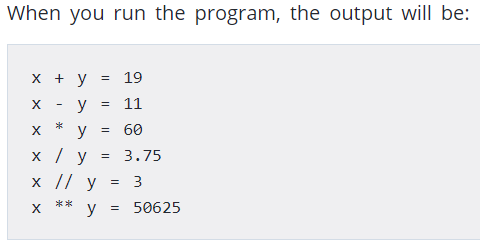 When you run the program, the output will be:
x + y = 19
x - y = 11
x * y = 60
x / y = 3.75
x // y = 3
x ** y = 50625